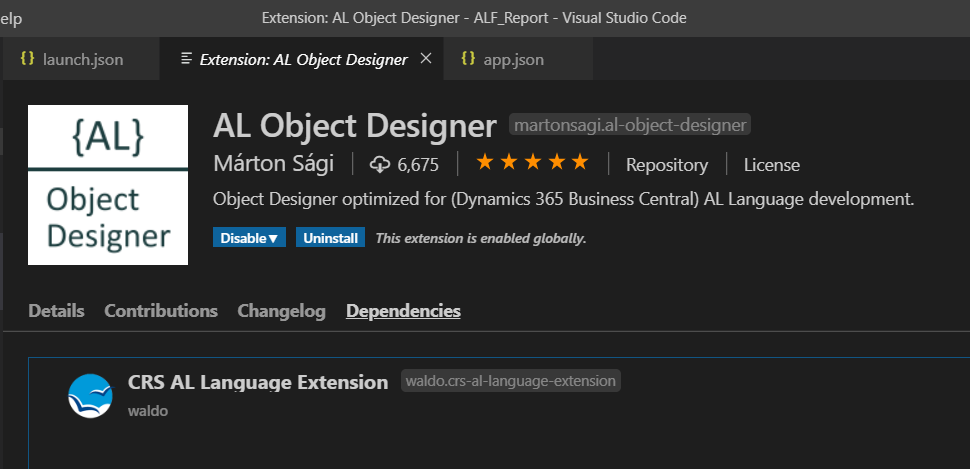 elp
Extension: AL Object Designer - ALF_Report - Visual Studio Code
{} launch.json
Extension: AL Object Designer
{} app.json
{AL}
Object
Designer
AL Object Designer martonsagi.al-object-designer
Márton Sági 6,675 Repository License
Object Designer optimized for (Dynamics 365 Business Central) AL Language development.
Disable▼ Uninstall This extension is enabled globally.
Details Contributions Changelog Dependencies
CRS AL Language Extension waldo.crs-al-language-extension
waldo